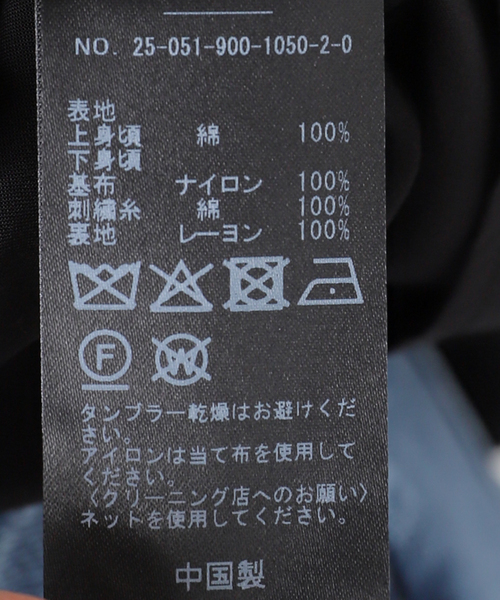 NO. 25-051-900-1050-2-0
表地
上身頃 綿 100%
下身頃
基布 ナイロン 100%
刺繍糸 綿 100%
裏地 レーヨン 100%
F W
タンブラー乾燥はお避けくだ
さい。
アイロンは当て布を使用して
ください。
〈クリーニング店へのお願い〉
ネットを使用してください。
中国製